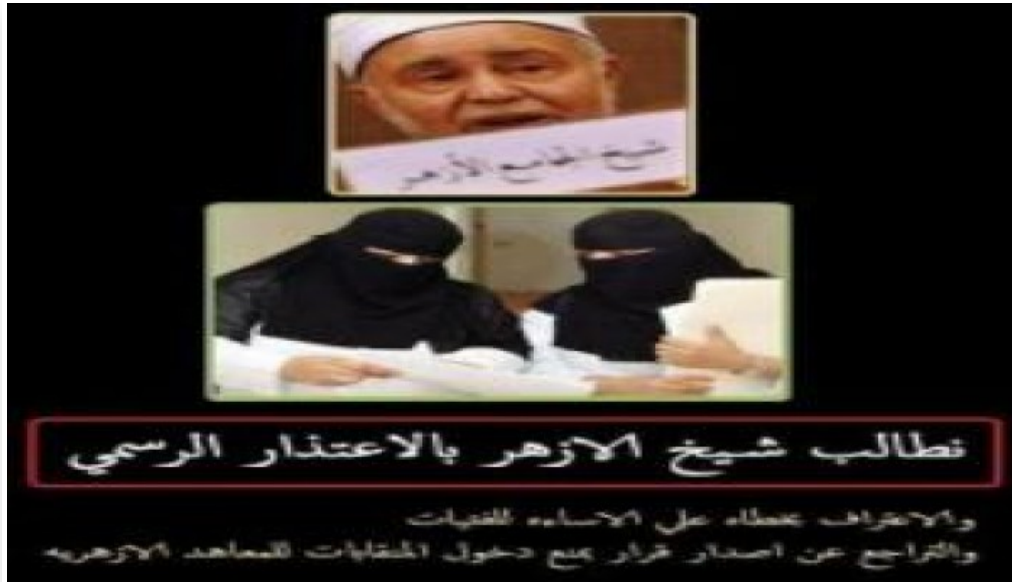 شيخ الجامع الأزهر
نطالب شيخ الازهر بالاعتذار الرسمي
والاعتراف بخطاه علي الاساءه للفتيات
والتراجع عن اصدار قرار بمنع دخول المنقابات للمعاهد الازهريه